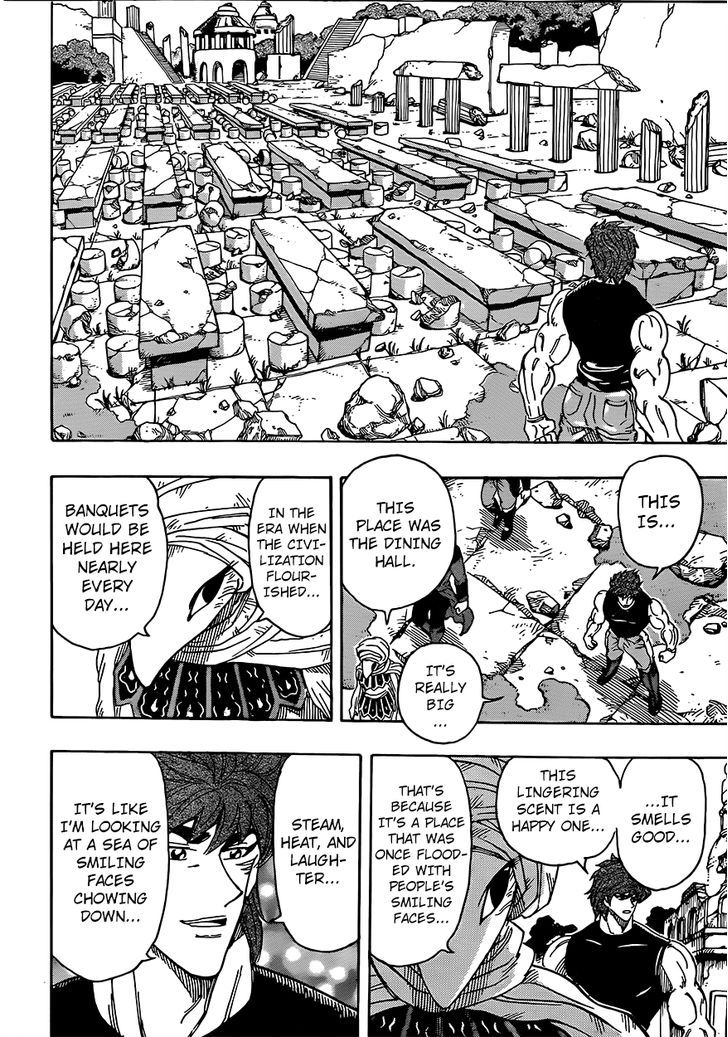 THIS
IS...
THIS
PLACE WAS
THE DINING
HALL.
IT'S
REALLY
BIG
...
IN THE
ERA WHEN
THE CIVI-
LIZATION
FLOUR-
ISHED...
BANQUETS
WOULD BE
HELD HERE
NEARLY
EVERY
DAY...
...IT
SMELLS
GOOD...
THIS
LINGERING
SCENT IS A
HAPPY ONE...
THAT'S
BECAUSE
IT'S A PLACE
THAT WAS
ONCE FLOOD-
ED WITH
PEOPLE'S
SMILING
FACES...
STEAM,
HEAT, AND
LAUGH-
TER...
IT'S LIKE
I'M LOOKING
AT A SEA OF
SMILING
FACES
CHOWING
DOWN...